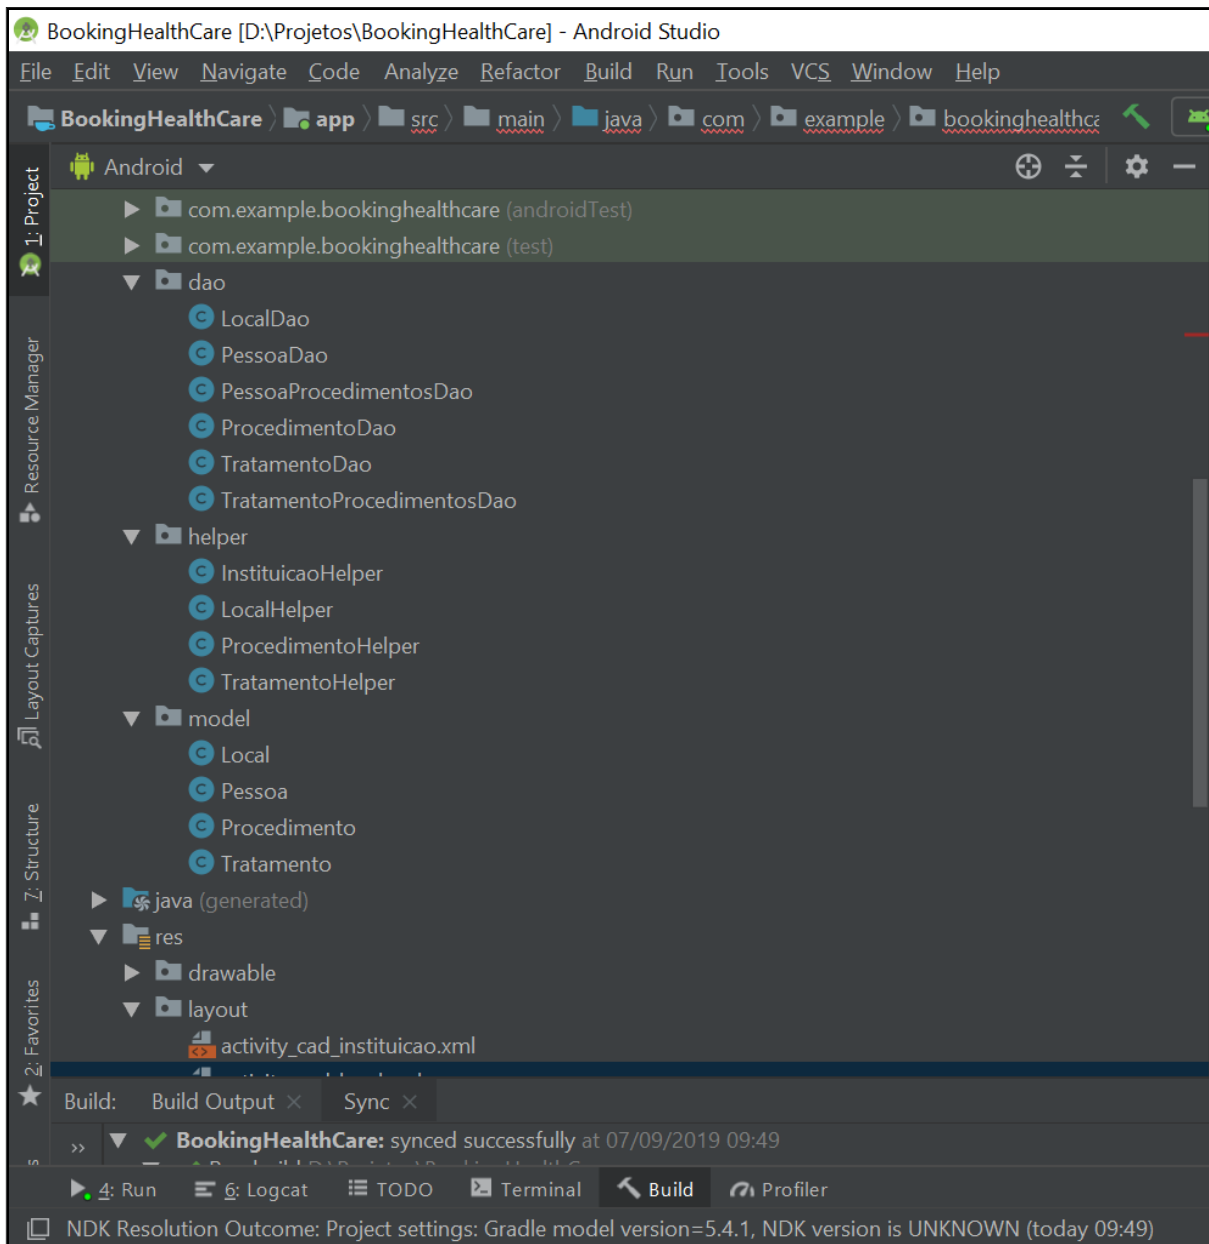 BookingHealthCare [D:\Projetos\BookingHealthCare] - Android Studio
File Edit View Navigate Code Analyze Refactor Build Run Tools VCS Window Help
BookingHealthCare app src main java com example bookinghealthca
Android
1: Project
Resource Manager
Layout Captures
7: Structure
2: Favorites
com.example.bookinghealthcare (androidTest)
com.example.bookinghealthcare (test)
dao
LocalDao
PessoaDao
PessoaProcedimentosDao
ProcedimentoDao
TratamentoDao
TratamentoProcedimentosDao
helper
InstituicaoHelper
LocalHelper
ProcedimentoHelper
TratamentoHelper
model
Local
Pessoa
Procedimento
Tratamento
java (generated)
res
drawable
layout
activity_cad_instituicao.xml
Build: Build Output Sync
BookingHealthCare: synced successfully at 07/09/2019 09:49
4: Run 6: Logcat TODO Terminal Build Profiler
NDK Resolution Outcome: Project settings: Gradle model version=5.4.1, NDK version is UNKNOWN (today 09:49)